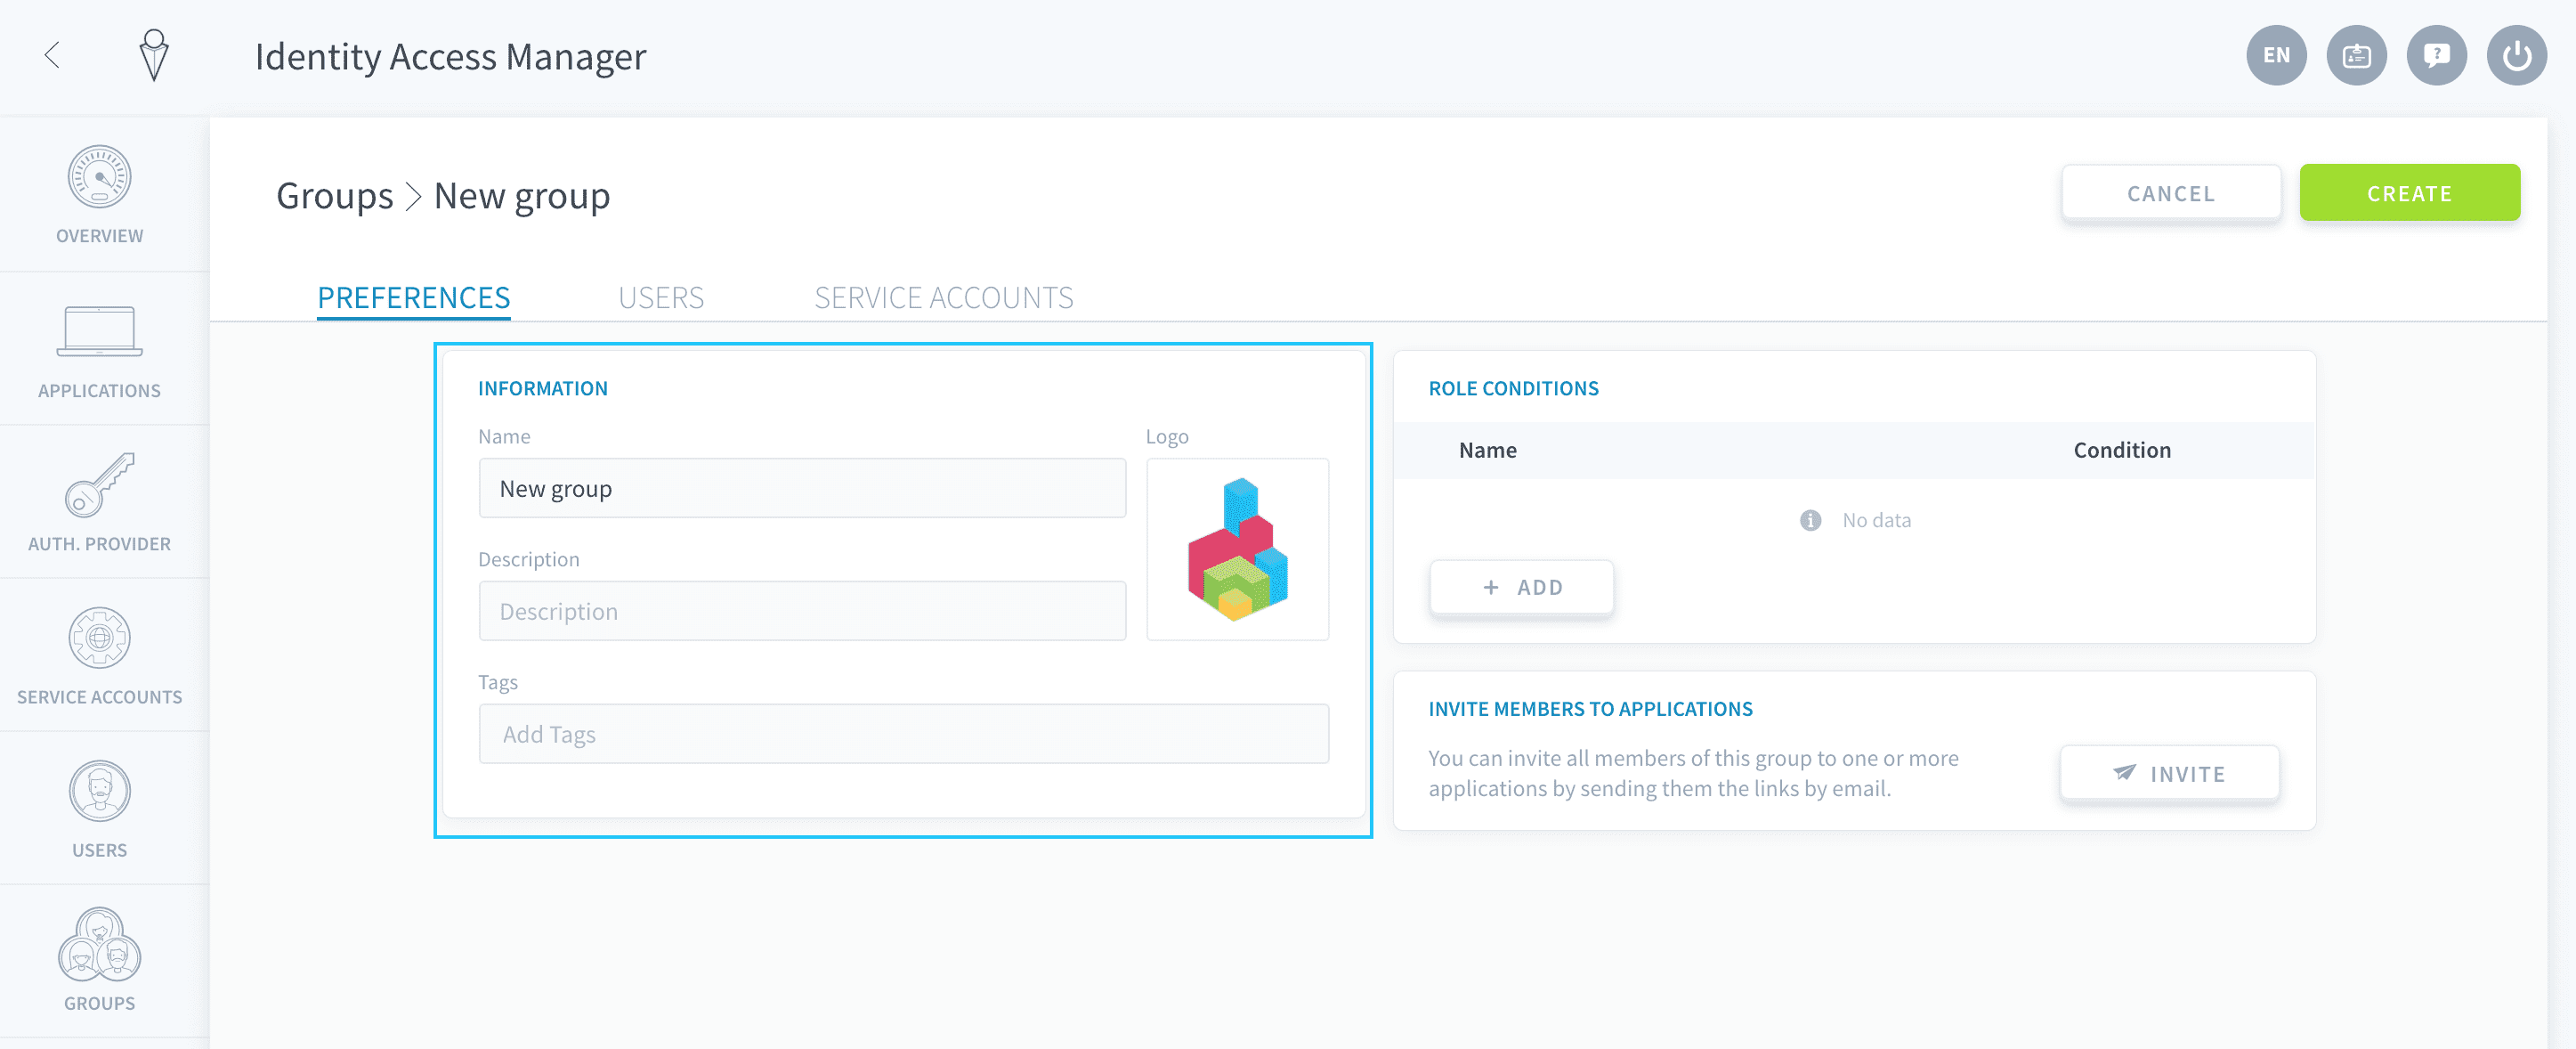 Identity Access Manager
EN
OVERVIEW
APPLICATIONS
AUTH. PROVIDER
SERVICE ACCOUNTS
USERS
GROUPS
Groups > New group
CANCEL
CREATE
PREFERENCES
USERS
SERVICE ACCOUNTS
INFORMATION
Name
New group
Logo
Description
Description
Tags
Add Tags
ROLE CONDITIONS
Name
Condition
No data
+ ADD
INVITE MEMBERS TO APPLICATIONS
You can invite all members of this group to one or more
applications by sending them the links by email.
INVITE